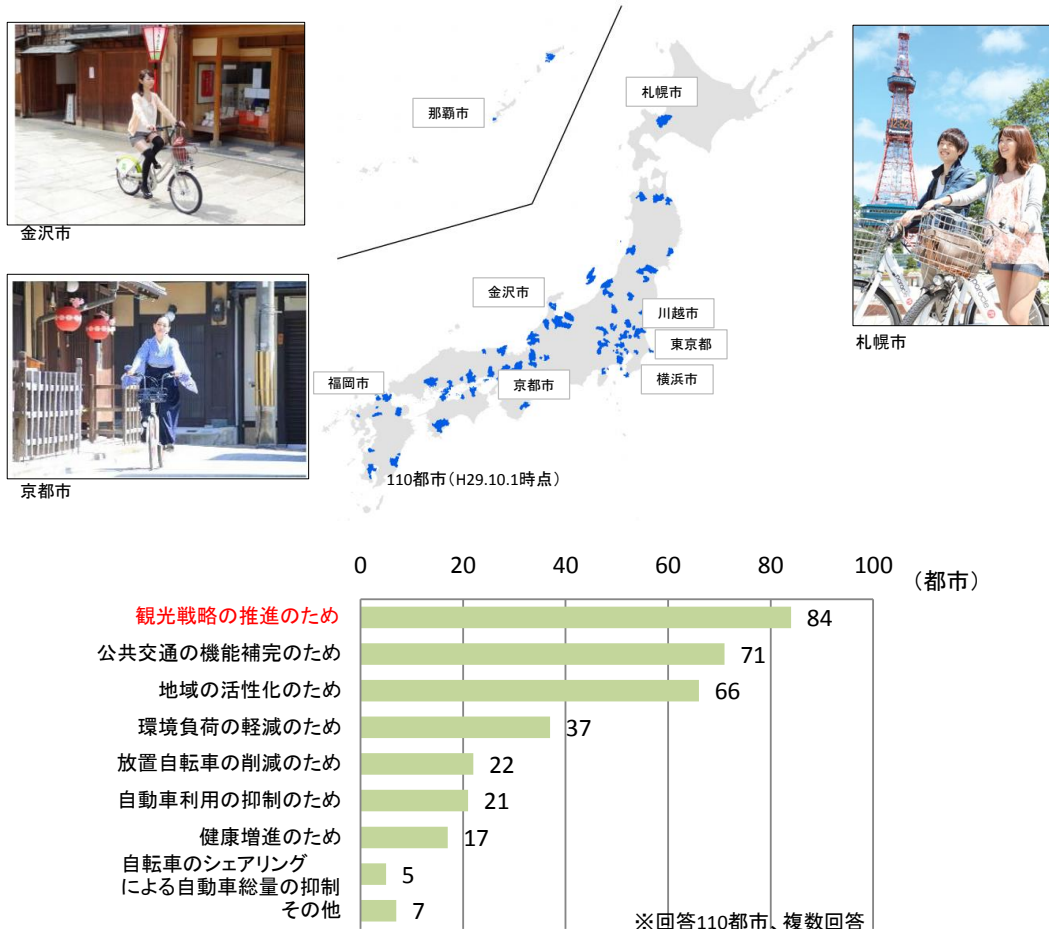 金沢市
京都市
那覇市
札幌市
金沢市
川越市
東京都
横浜市
京都市
福岡市
110都市（H29.10.1時点）
札幌市
0 20 40 60 80 100 （都市）
観光戦略の推進のため 84
公共交通の機能補完のため 71
地域の活性化のため 66
環境負荷の軽減のため 37
放置自転車の削減のため 22
自動車利用の抑制のため 21
健康増進のため 17
自転車のシェアリング
による自動車総量の抑制 5
その他 7
※回答110都市、複数回答